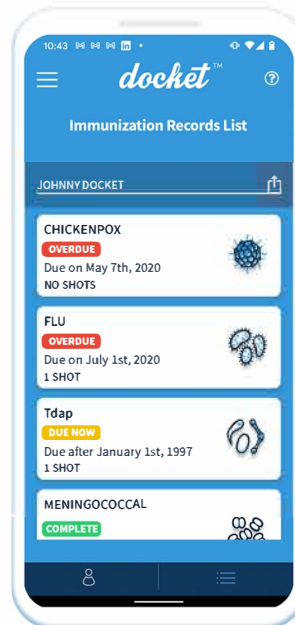 10:43
docket™
Immunization Records List
JOHNNY DOCKET
CHICKENPOX
OVERDUE
Due on May 7th, 2020
NO SHOTS
FLU
OVERDUE
Due on July 1st, 2020
1 SHOT
Tdap
DUE NOW
Due after January 1st, 1997
1 SHOT
MENINGOCOCCAL
COMPLETE